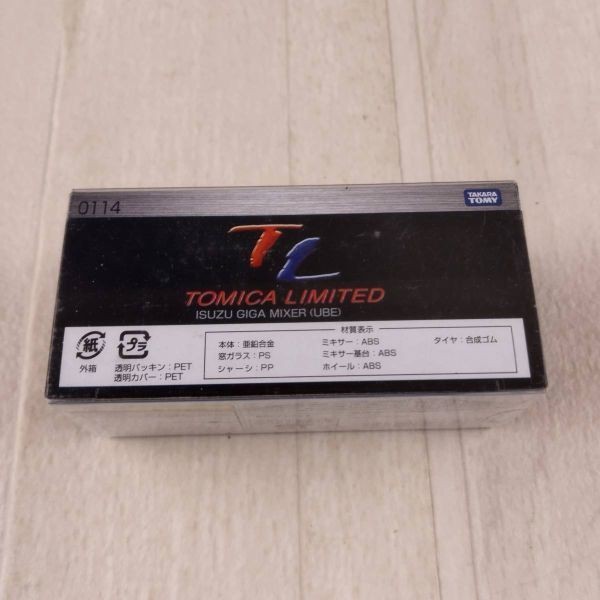 0114
TAKARA
TOMY
TL
TOMICA LIMITED
ISUZU GIGA MIXER (UBE)
材質表示
紙
外箱
プラ
透明パッキン:PET
透明カバー:PET
本体:亜鉛合金
窓ガラス:PS
シャーシ:PP
ミキサー:ABS
ミキサー基台:ABS
ホイール:ABS
タイヤ:合成ゴム